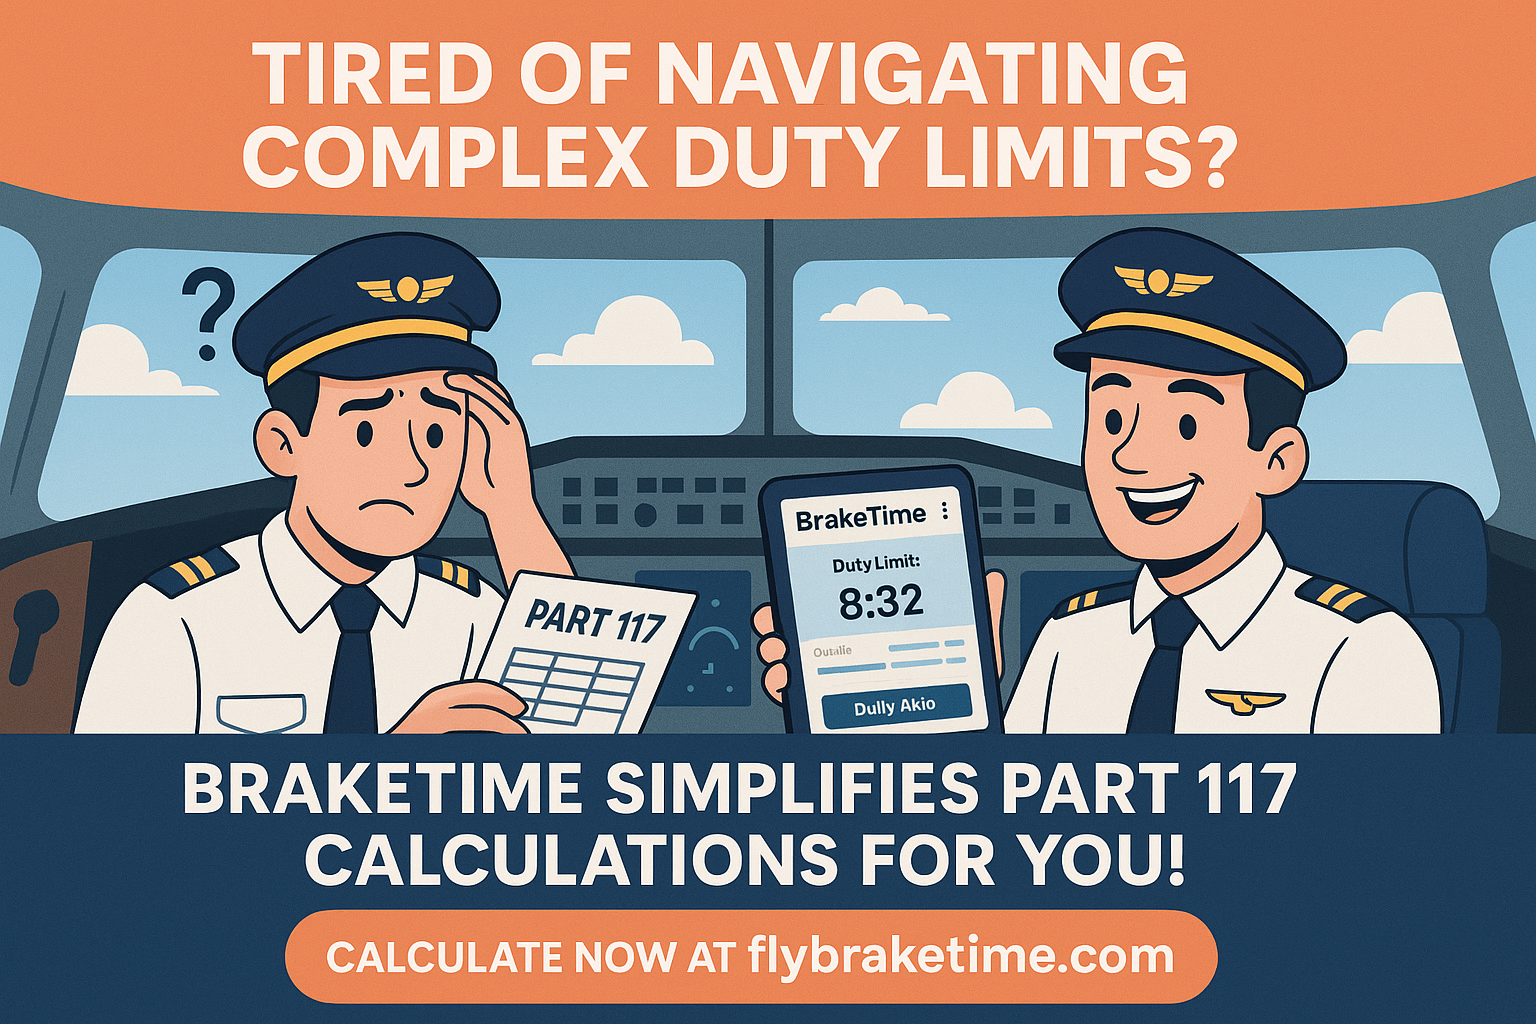 TIRED OF NAVIGATING
COMPLEX DUTY LIMITS?
?
PART 117
BrakeTime
Duty Limit:
8:32
Outalie
Dully Akio
BRAKETIME SIMPLIFIES PART 117
CALCULATIONS FOR YOU!
CALCULATE NOW AT flybraketime.com